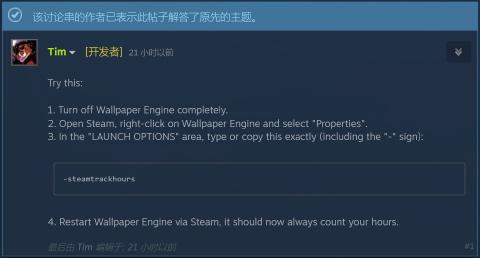 该讨论串的作者已表示此帖子解答了原先的主题。
Tim [开发者] 21 小时以前
Try this:
1. Turn off Wallpaper Engine completely.
2. Open Steam, right-click on Wallpaper Engine and select "Properties".
3. In the "LAUNCH OPTIONS" area, type or copy this exactly (including the "-" sign):
-steamtrackhours
4. Restart Wallpaper Engine via Steam, it should now always count your hours.
最后由 Tim 编辑于; 21 小时以前
#1